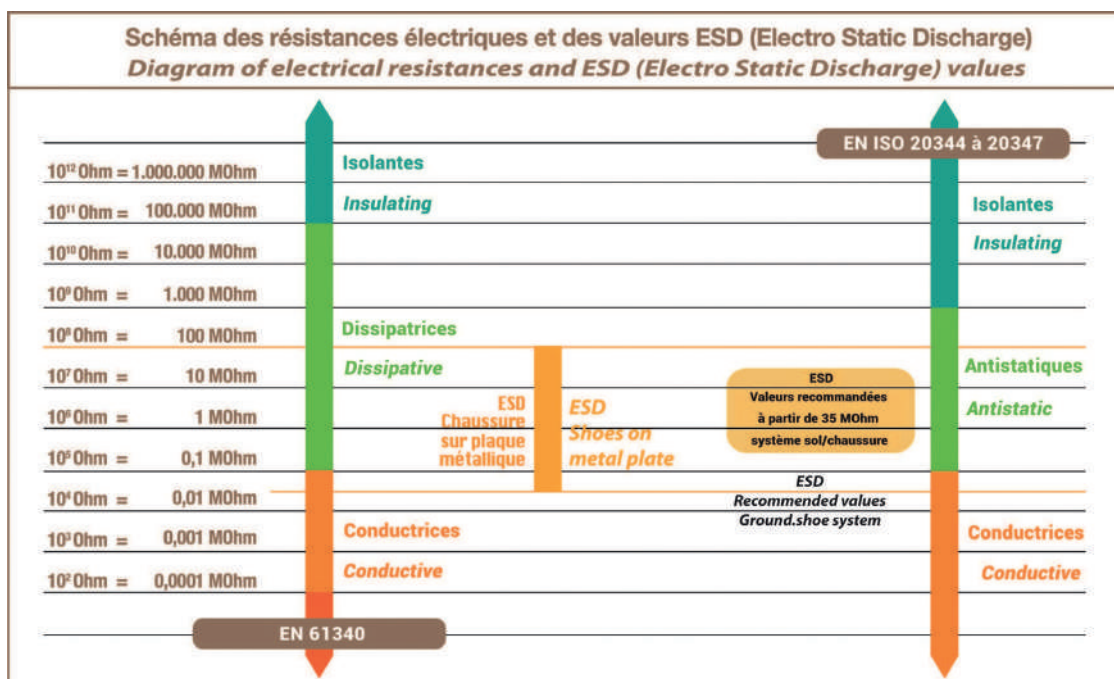 Schéma des résistances électriques et des valeurs ESD (Electro Static Discharge)
Diagram of electrical resistances and ESD (Electro Static Discharge) values
EN ISO 20344 à 20347
10¹² Ohm = 1.000.000 MOhm
10¹¹ Ohm = 100.000 MOhm
10¹⁰ Ohm = 10.000 MOhm
10⁹ Ohm = 1.000 MOhm
10⁸ Ohm = 100 MOhm
10⁷ Ohm = 10 MOhm
10⁶ Ohm = 1 MOhm
10⁵ Ohm = 0,1 MOhm
10⁴ Ohm = 0,01 MOhm
10³ Ohm = 0,001 MOhm
10² Ohm = 0,0001 MOhm
Isolantes
Insulating
Dissipatrices
Dissipative
Conductrices
Conductive
EN 61340
ESD
Chaussure
sur plaque
métallique
ESD
Shoes on
metal plate
ESD
Valeurs recommandées
à partir de 35 MOhm
système sol/chaussure
ESD
Recommended values
Ground.shoe system
Isolantes
Insulating
Antistatiques
Antistatic
Conductrices
Conductive